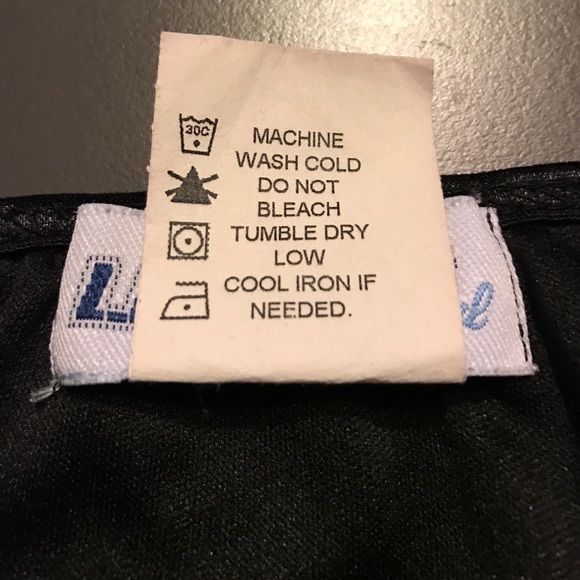 30C
MACHINE
WASH COLD
DO NOT
BLEACH
TUMBLE DRY
LOW
COOL IRON IF
NEEDED.